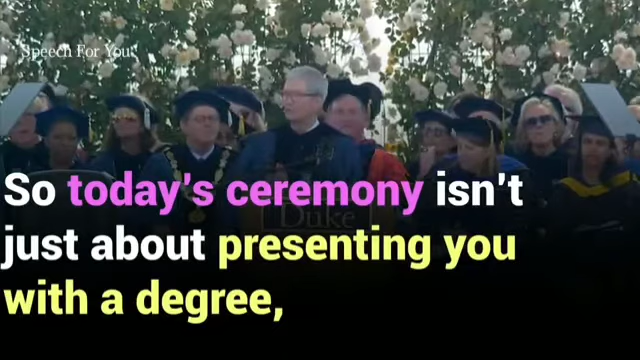 Speech For You
Duke
So today's ceremony isn't
just about presenting you
with a degree,